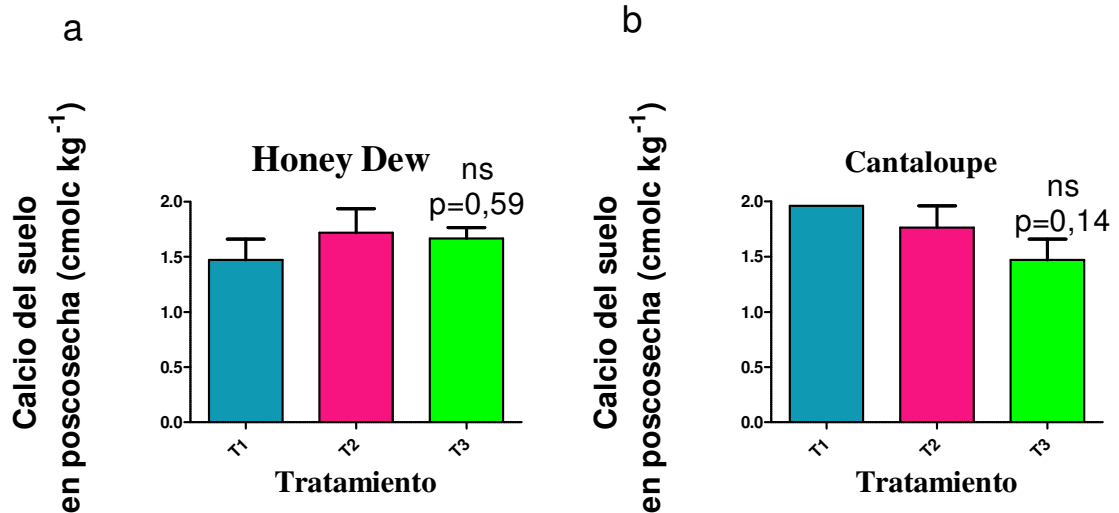 a
Calcio del suelo
en poscosecha (cmolc kg-1)
Honey Dew
ns
p=0,59
2.0
1.5
1.0
0.5
0.0
T1
T2
T3
Tratamiento
b
Calcio del suelo
en poscosecha (cmolc kg-1)
Cantaloupe
ns
p=0,14
2.0
1.5
1.0
0.5
0.0
T1
T2
T3
Tratamiento